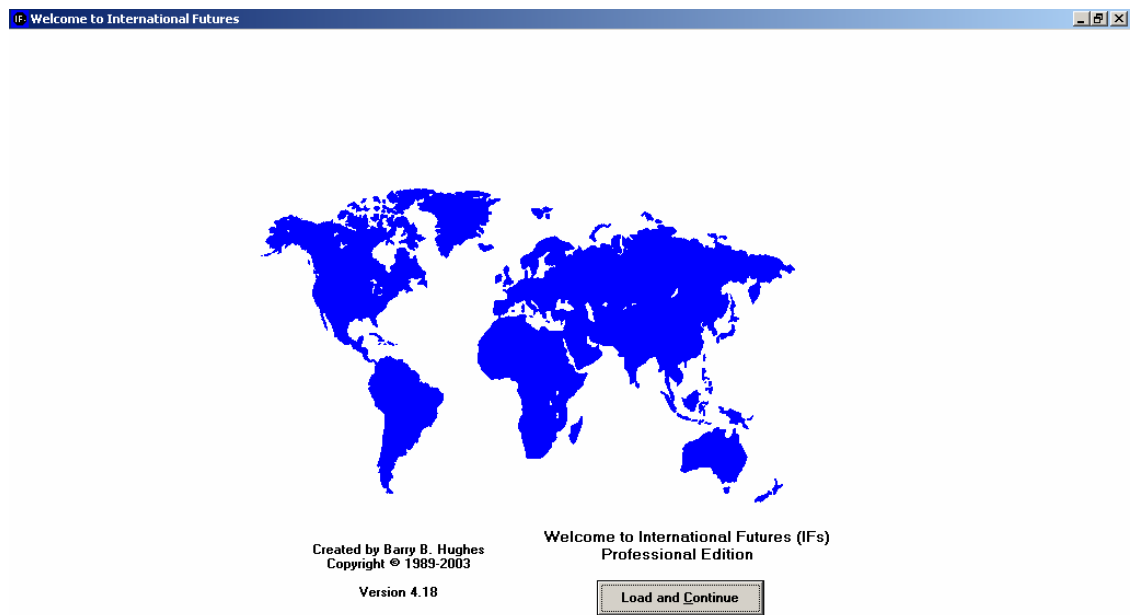 IFs Welcome to International Futures
Welcome to International Futures (IFs)
Professional Edition
Created by Barry B. Hughes
Copyright © 1989-2003
Version 4.18
Load and Continue